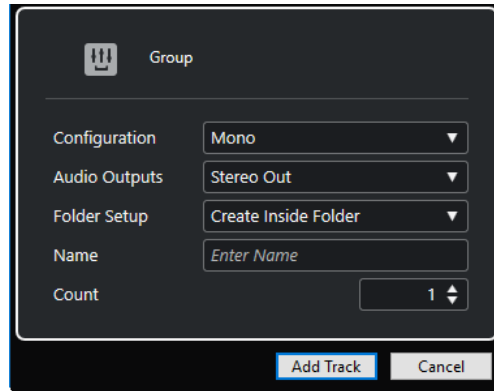 Group
Configuration Mono
Audio Outputs Stereo Out
Folder Setup Create Inside Folder
Name Enter Name
Count 1
Add Track Cancel